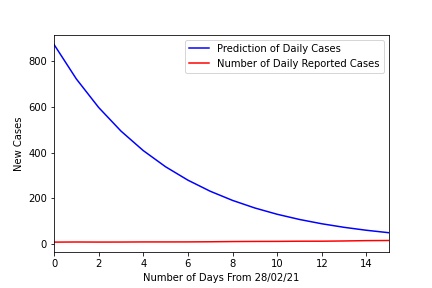 Prediction of Daily Cases
Number of Daily Reported Cases
New Cases
800
600
400
200
0
0 2 4 6 8 10 12 14
Number of Days From 28/02/21